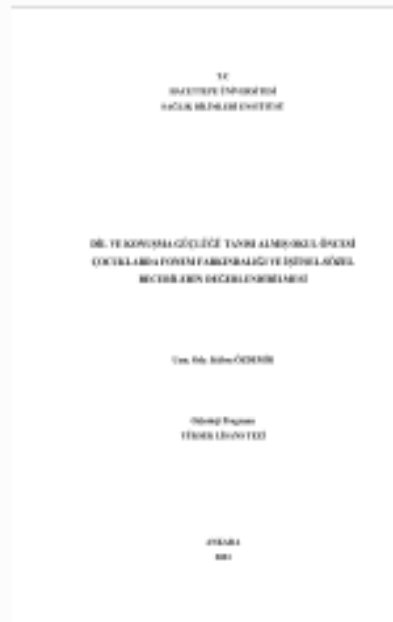 T.C
HACETTEPE ÜNİVERSİTESİ
SAĞLIK BİLİMLERİ ENSTİTÜSÜ
DİL VE KONUŞMA GÜÇLÜĞÜ TANISI ALMIŞ OKUL ÖNCESİ
ÇOCUKLARDA FONEM FARKINDALIĞI VE İŞİTSEL-SÖZEL
BECERİLERİN DEĞERLENDİRİLMESİ
Uzm. Ody. ÖZDEMİR
Odyoloji Programı
YÜKSEK LİSANS TEZİ
ANKARA